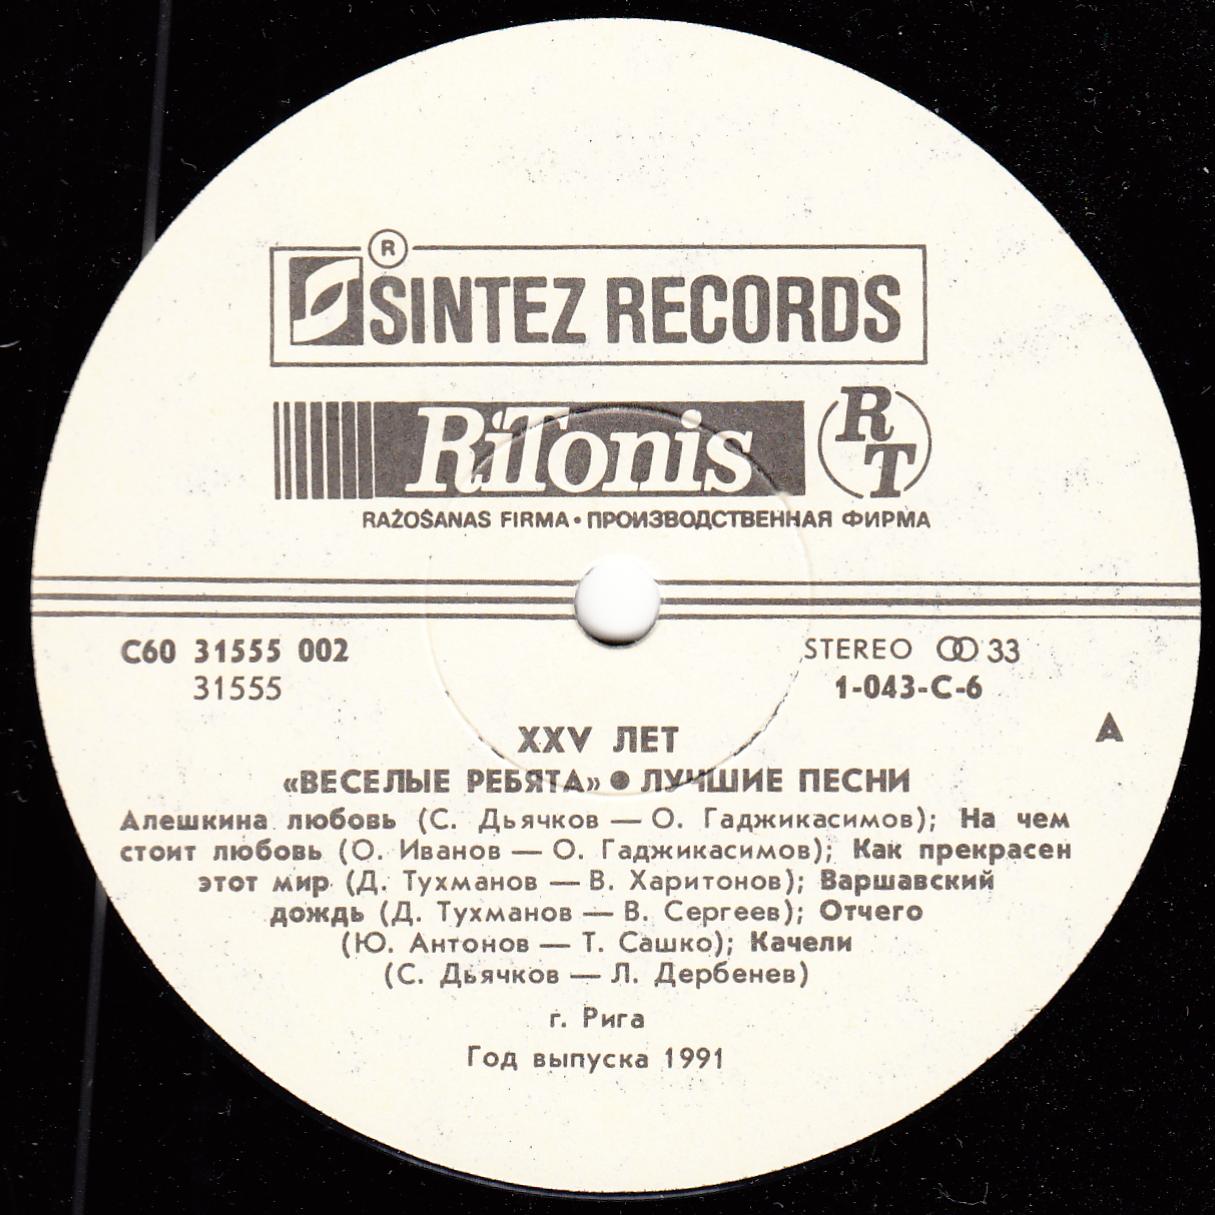 ®
SINTEZ RECORDS
RiTonis RT
RAŽOŠANAS FIRMA • ПРОИЗВОДСТВЕННАЯ ФИРМА
С60 31555 002 STEREO 33
31555 1-043-С-6
А
XXV ЛЕТ
«ВЕСЕЛЫЕ РЕБЯТА» ● ЛУЧШИЕ ПЕСНИ
Алешкина любовь (С. Дьячков — О. Гаджикасимов); На чем
стоит любовь (О. Иванов — О. Гаджикасимов); Как прекрасен
этот мир (Д. Тухманов — В. Харитонов); Варшавский
дождь (Д. Тухманов — В. Сергеев); Отчего
(Ю. Антонов — Т. Сашко); Качели
(С. Дьячков — Л. Дербенев)
г. Рига
Год выпуска 1991